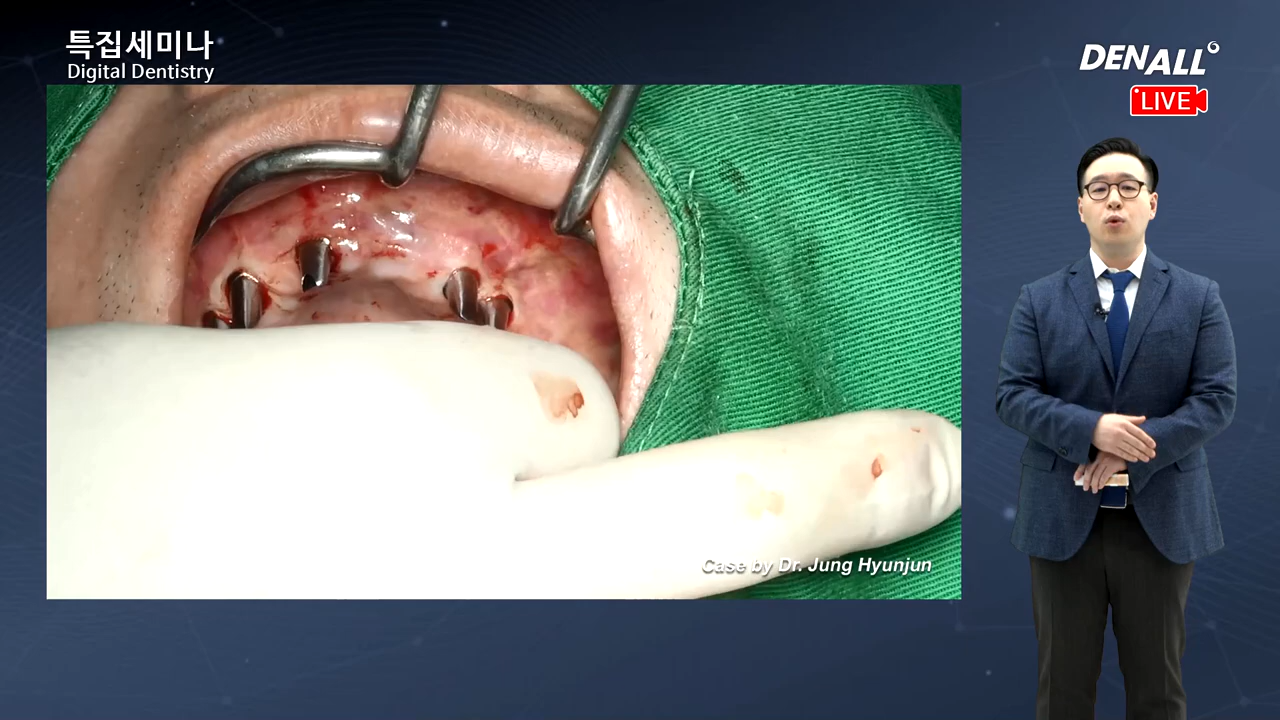 특집세미나
Digital Dentistry
DENALL
LIVE
Case by Dr. Jung Hyunjun